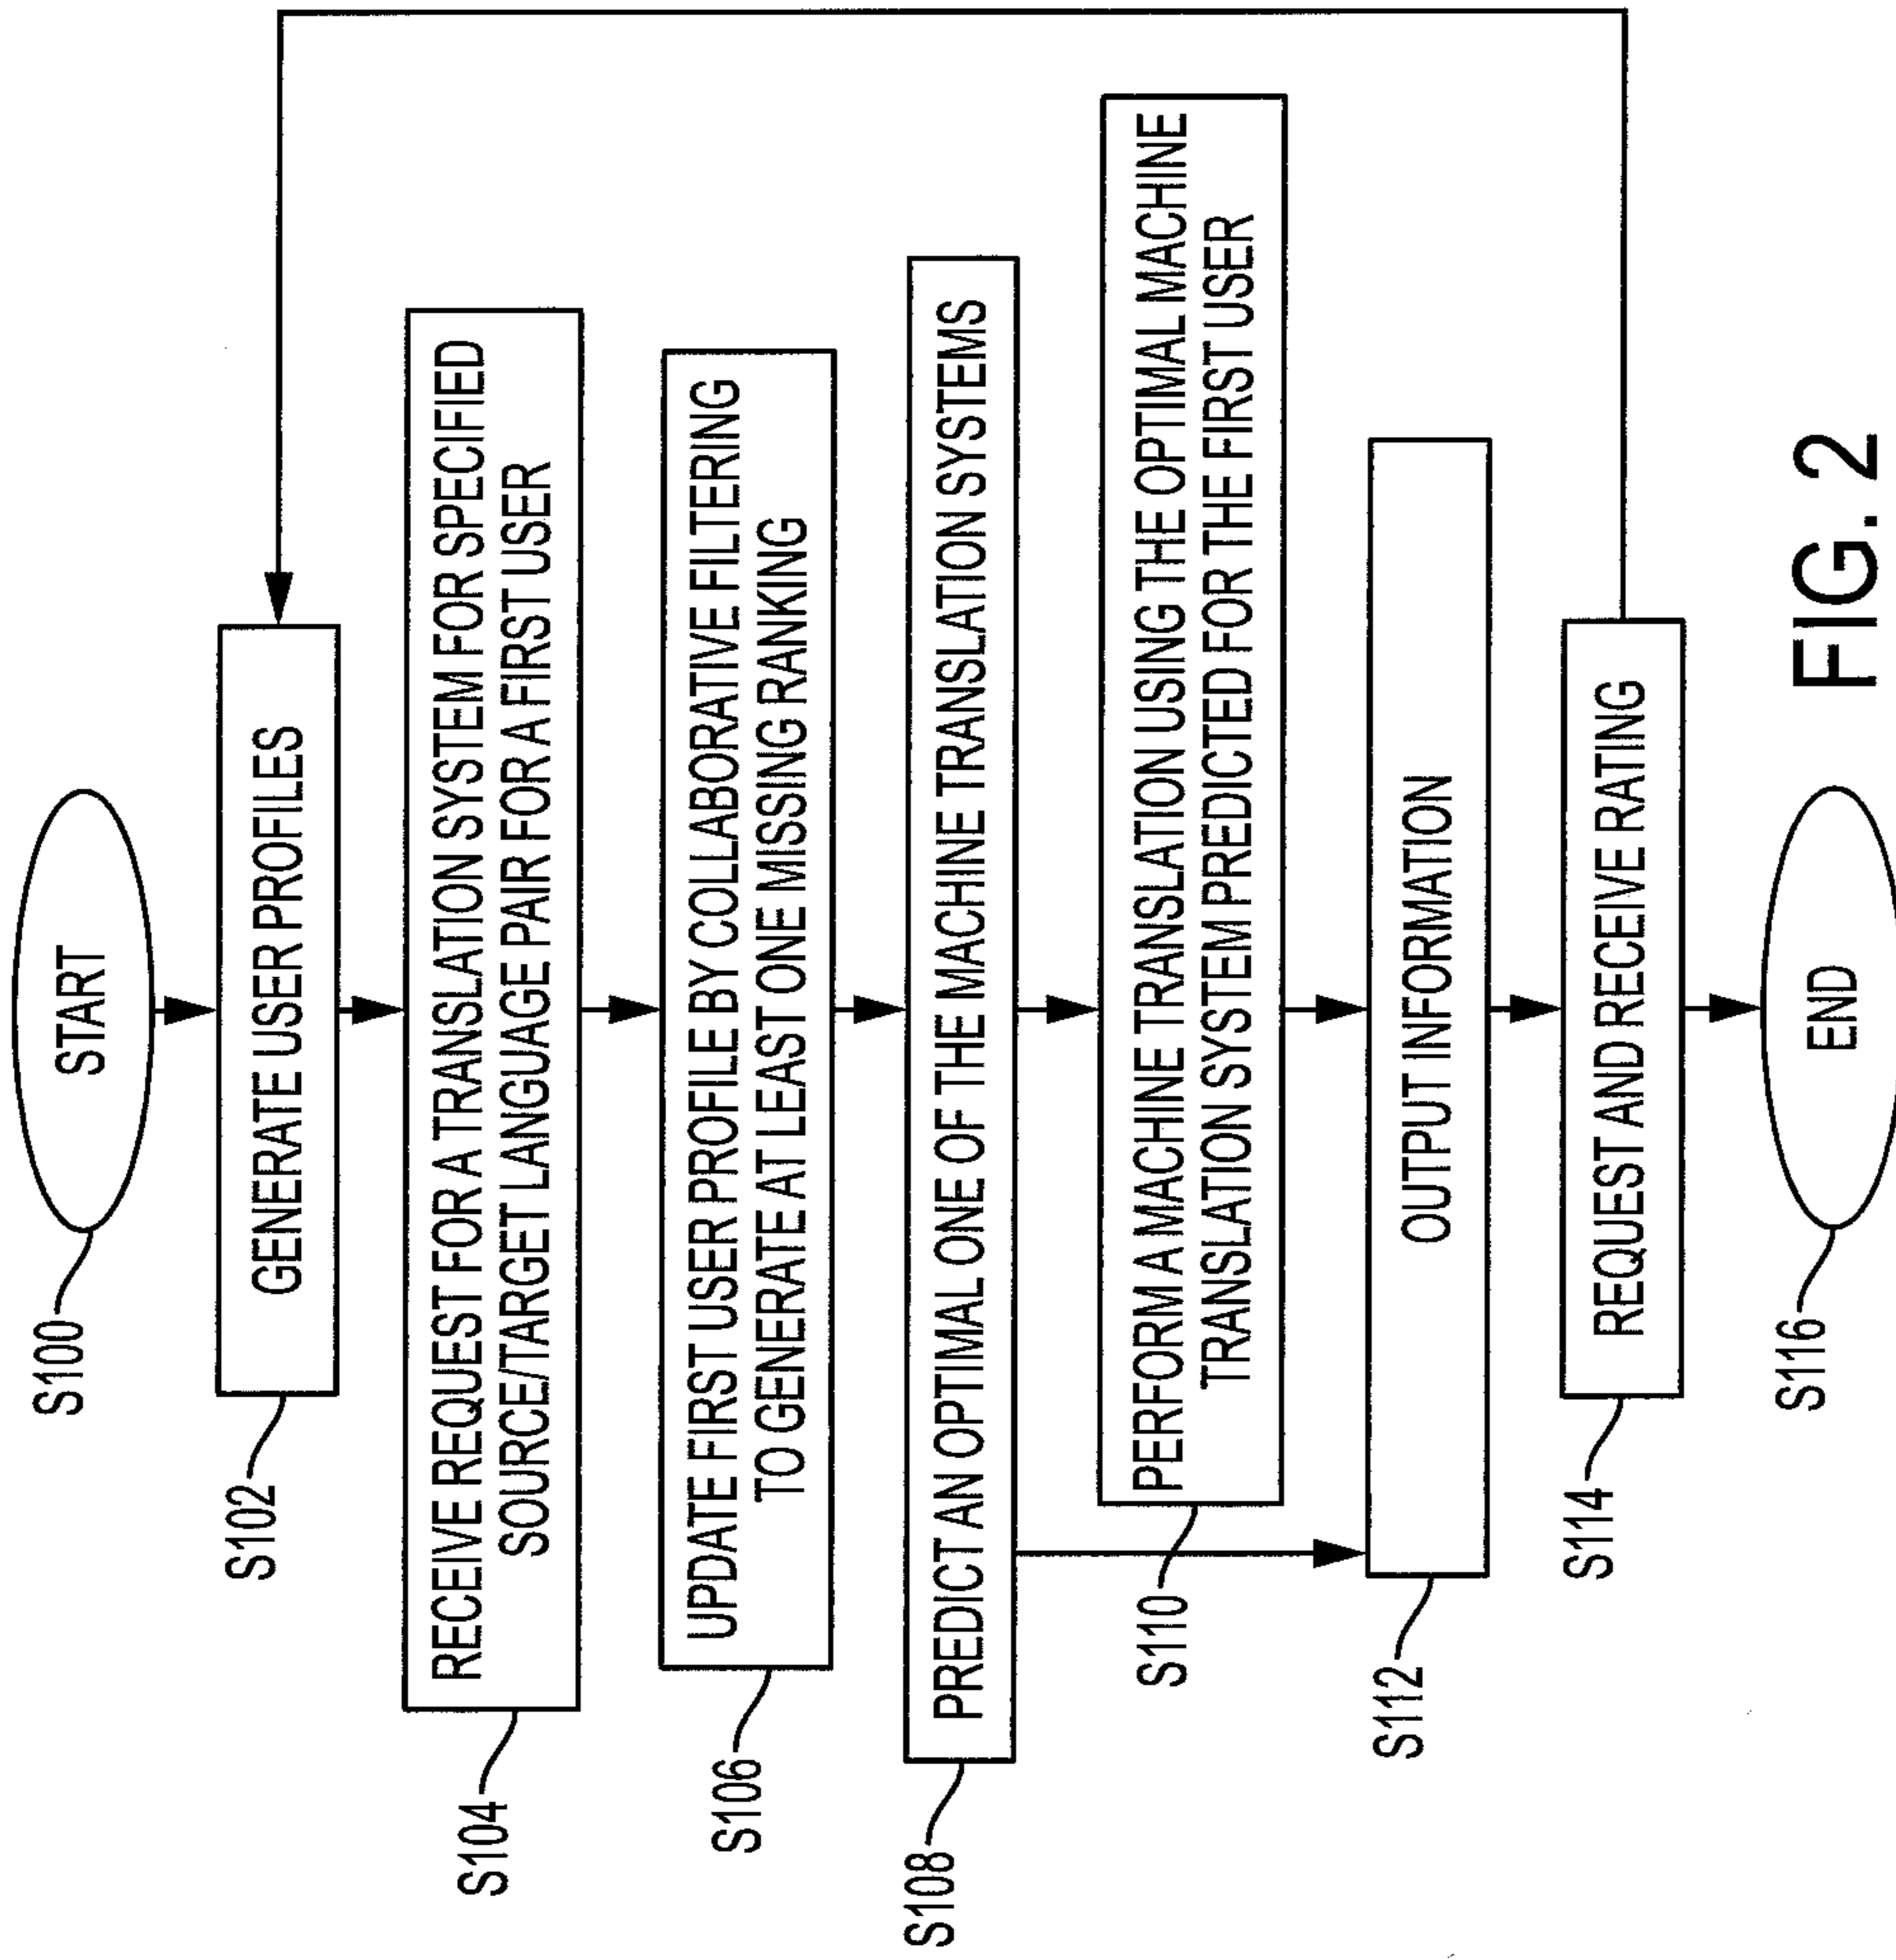 START
S100
GENERATE USER PROFILES
S102
RECEIVE REQUEST FOR A TRANSLATION SYSTEM FOR SPECIFIED
SOURCE/TARGET LANGUAGE PAIR FOR A FIRST USER
S104
UPDATE FIRST USER PROFILE BY COLLABORATIVE FILTERING
TO GENERATE AT LEAST ONE MISSING RANKING
S106
PREDICT AN OPTIMAL ONE OF THE MACHINE TRANSLATION SYSTEMS
S108
PERFORM A MACHINE TRANSLATION USING THE OPTIMAL MACHINE
TRANSLATION SYSTEM PREDICTED FOR THE FIRST USER
S110
OUTPUT INFORMATION
S112
REQUEST AND RECEIVE RATING
S114
END
S116
FIG. 2